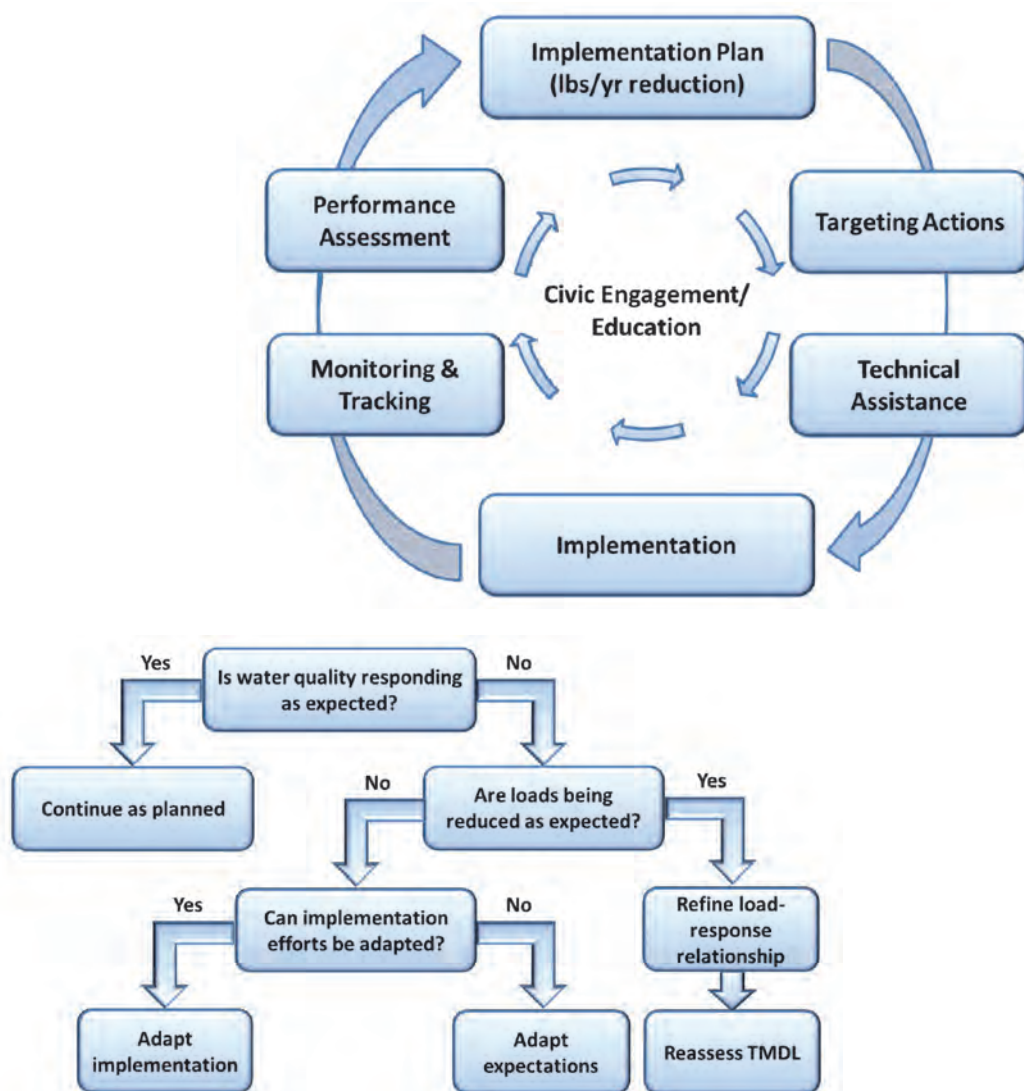 Implementation Plan
(lbs/yr reduction)
Performance
Assessment
Targeting Actions
Civic Engagement/
Education
Monitoring &
Tracking
Technical
Assistance
Implementation
Yes
No
Is water quality responding
as expected?
Continue as planned
No
Yes
Are loads being
reduced as expected?
Yes
No
Can implementation
efforts be adapted?
Refine load-
response
relationship
Adapt
implementation
Adapt
expectations
Reassess TMDL